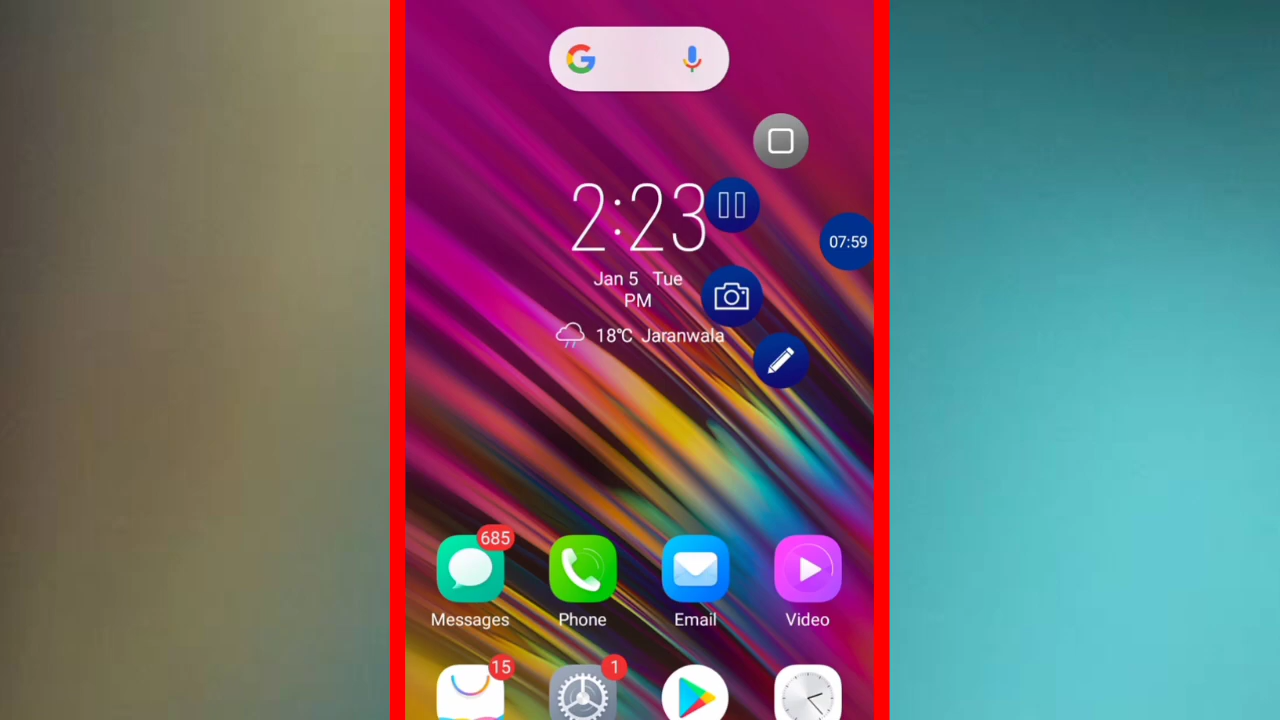 2:23
07:59
Jan 5 Tue
PM
18°C Jaranwala
685
Messages
Phone
Email
Video
15
1